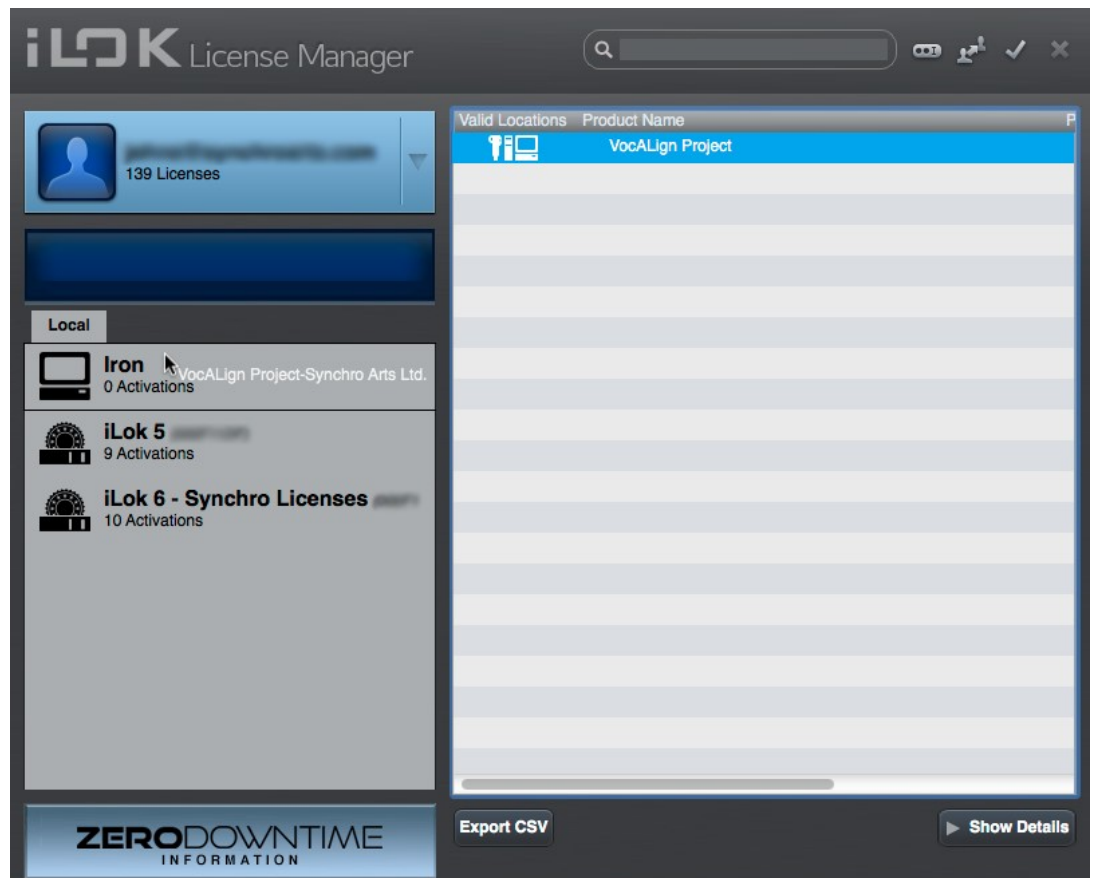 iLOK License Manager
139 Licenses
Local
Iron
VocALign Project-Synchro Arts Ltd.
0 Activations
iLok 5
9 Activations
iLok 6 - Synchro Licenses
10 Activations
ZERODOWNTIME
INFORMATION
Valid Locations Product Name P
VocALign Project
Export CSV
Show Details